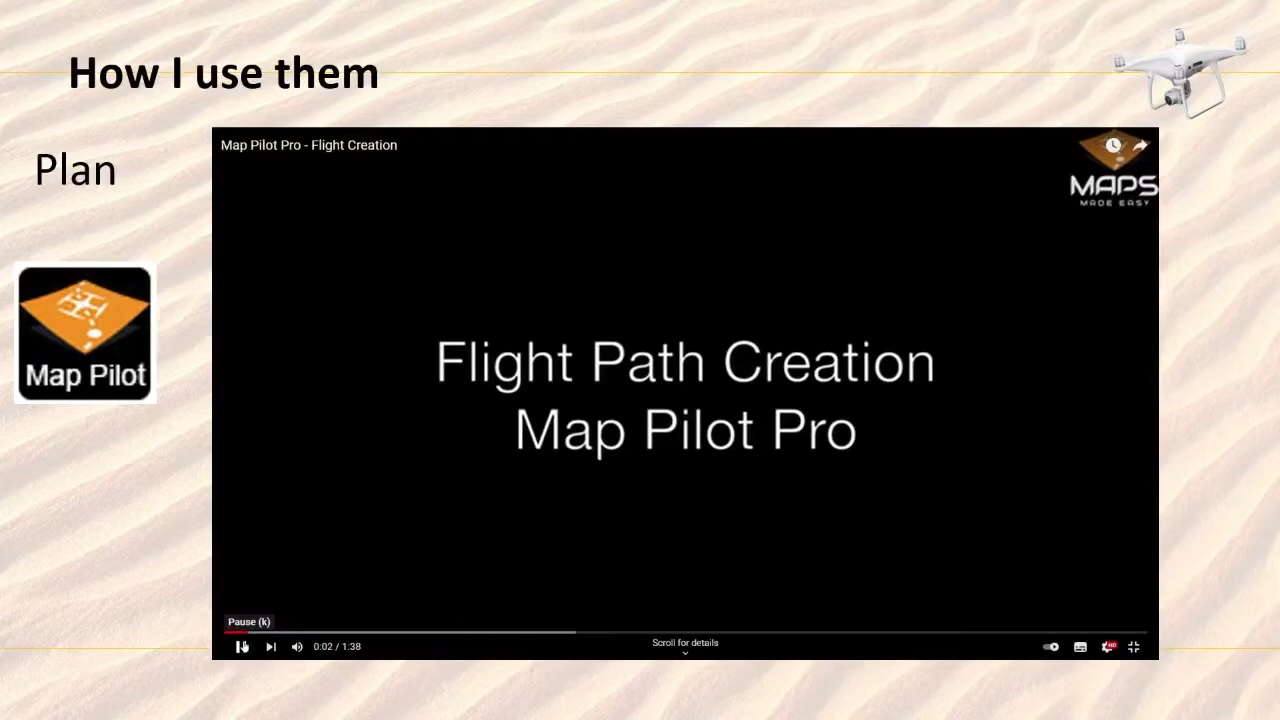 How I use them
Plan
Map Pilot Pro - Flight Creation
MAPS
MADE EASY
Map Pilot
Flight Path Creation
Map Pilot Pro
Pause (k)
0:02 / 1:38
Scroll for details
HD